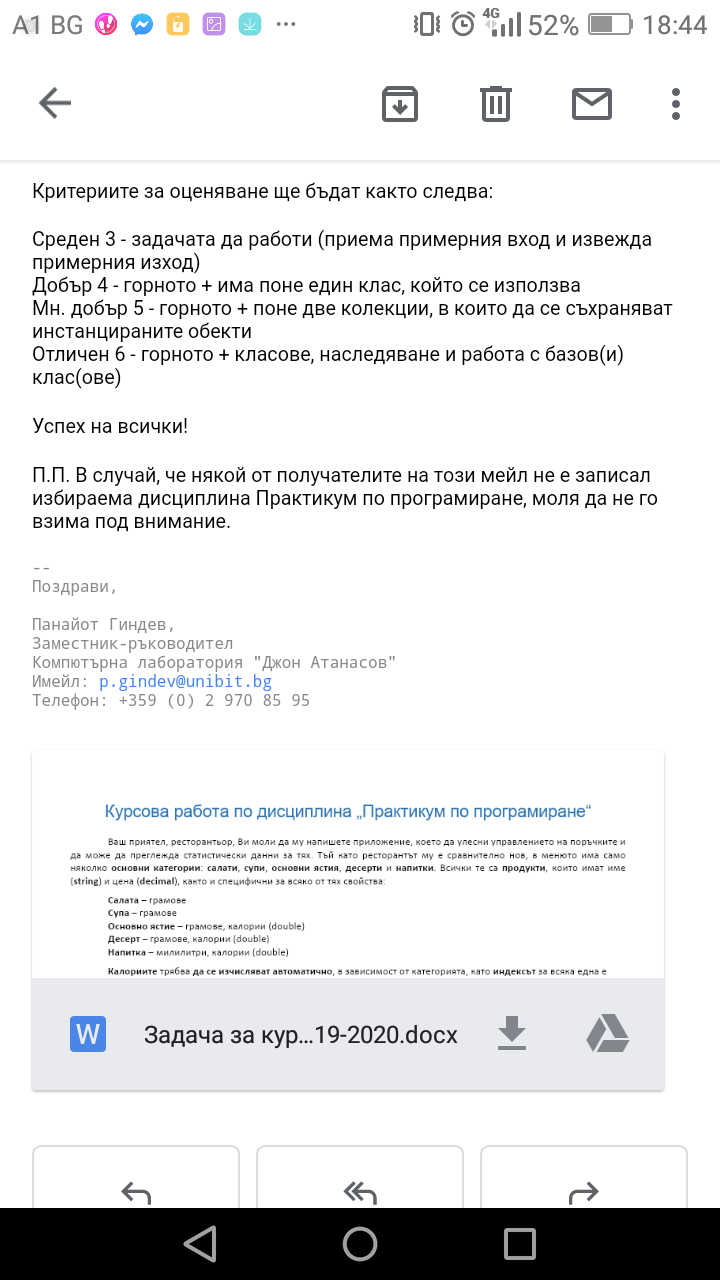 A1 BG ... 4G 52% 18:44
Критериите за оценяване ще бъдат както следва:
Среден 3 - задачата да работи (приема примерния вход и извежда
примерния изход)
Добър 4 - горното + има поне един клас, който се използва
Мн. добър 5 - горното + поне две колекции, в които да се съхраняват
инстанцираните обекти
Отличен 6 - горното + класове, наследяване и работа с базов(и)
клас(ове)
Успех на всички!
П.П. В случай, че някой от получателите на този мейл не е записал
избираема дисциплина Практикум по програмиране, моля да не го
взима под внимание.
--
Поздрави,
Панайот Гиндев,
Заместник-ръководител
Компютърна лаборатория "Джон Атанасов"
Имейл: p.gindev@unibit.bg
Телефон: +359 (0) 2 970 85 95
Курсова работа по дисциплина „Практикум по програмиране“
Ваш приятел, ресторантьор, Ви моли да му напишете приложение, което да улесни управлението на поръчките и
да може да преглежда статистически данни за тях. Тъй като ресторантът му е сравнително нов, в менюто има само
няколко основни категории: салати, супи, основни ястия, десерти и напитки. Всички те са продукти, които имат име
(string) и цена (decimal), както и специфични за всяко от тях свойства:
Салата – грамове
Супа – грамове
Основно ястие – грамове, калории (double)
Десерт – грамове, калории (double)
Напитка – милилитри, калории (double)
Калориите трябва да се изчисляват автоматично, в зависимост от категорията, като индексът за всяка една е
W Задача за кур...19-2020.docx